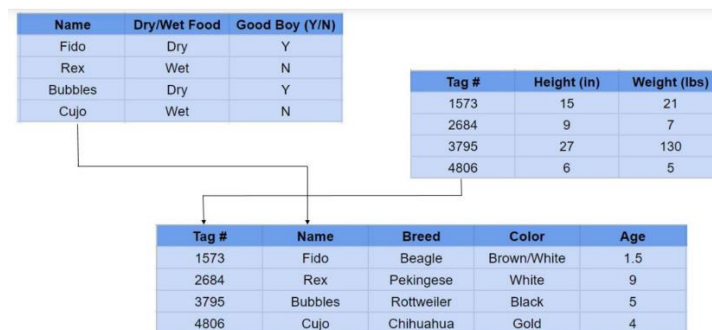 Name Dry/Wet Food Good Boy (Y/N)
Fido Dry Y
Rex Wet N
Bubbles Dry Y
Cujo Wet N
Tag # Height (in) Weight (lbs)
1573 15 21
2684 9 7
3795 27 130
4806 6 5
Tag # Name Breed Color Age
1573 Fido Beagle Brown/White 1.5
2684 Rex Pekingese White 9
3795 Bubbles Rottweiler Black 5
4806 Cujo Chihuahua Gold 4